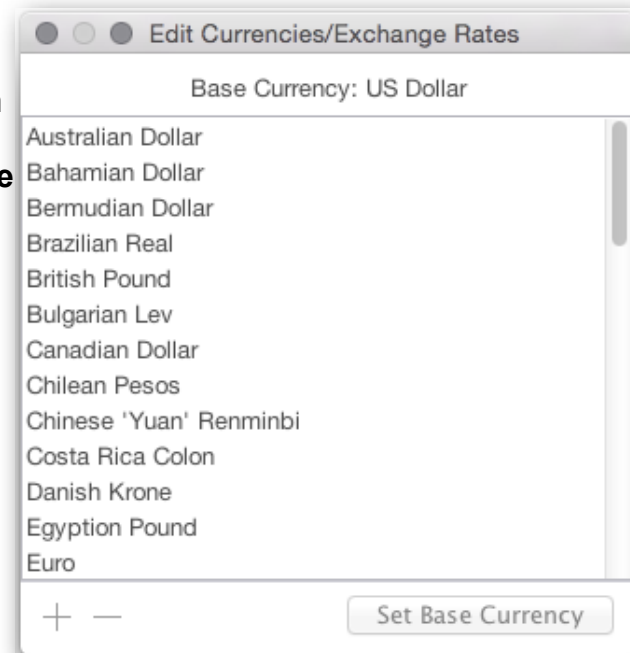 Edit Currencies/Exchange Rates
Base Currency: US Dollar
Australian Dollar
Bahamian Dollar
Bermudian Dollar
Brazilian Real
British Pound
Bulgarian Lev
Canadian Dollar
Chilean Pesos
Chinese 'Yuan' Renminbi
Costa Rica Colon
Danish Krone
Egyption Pound
Euro
Set Base Currency